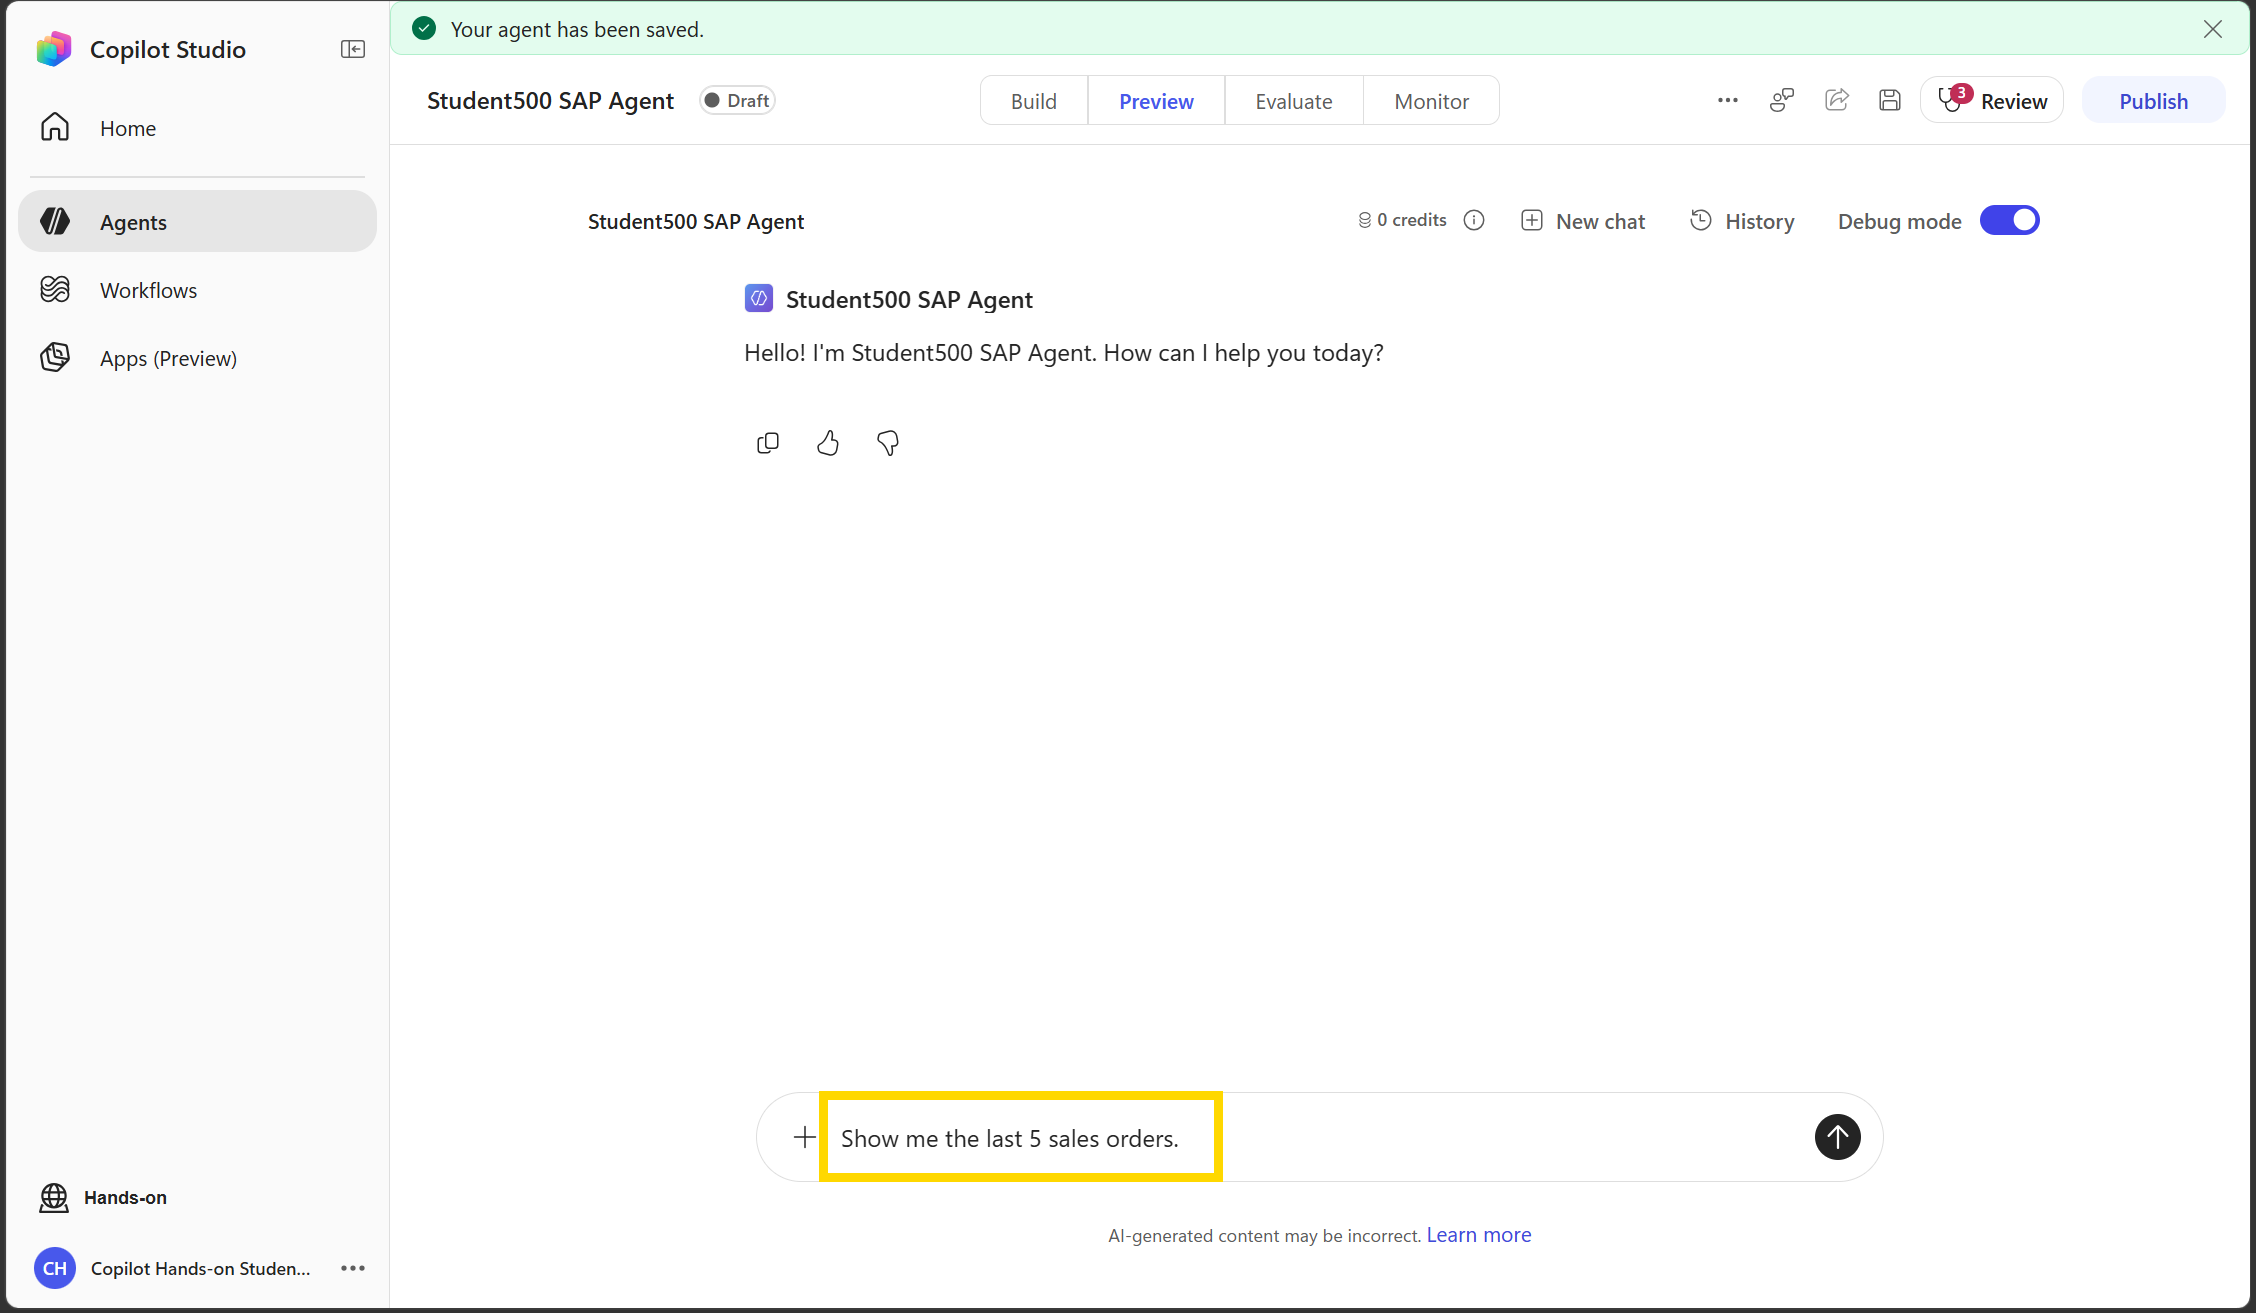 Copilot Studio
Home
Agents
Workflows
Apps (Preview)
Hands-on
CH
Copilot Hands-on Studen...
Your agent has been saved.
Student500 SAP Agent
Draft
Build
Preview
Evaluate
Monitor
3
Review
Publish
Student500 SAP Agent
0 credits
New chat
History
Debug mode
Student500 SAP Agent
Hello! I'm Student500 SAP Agent. How can I help you today?
Show me the last 5 sales orders.
AI-generated content may be incorrect. Learn more